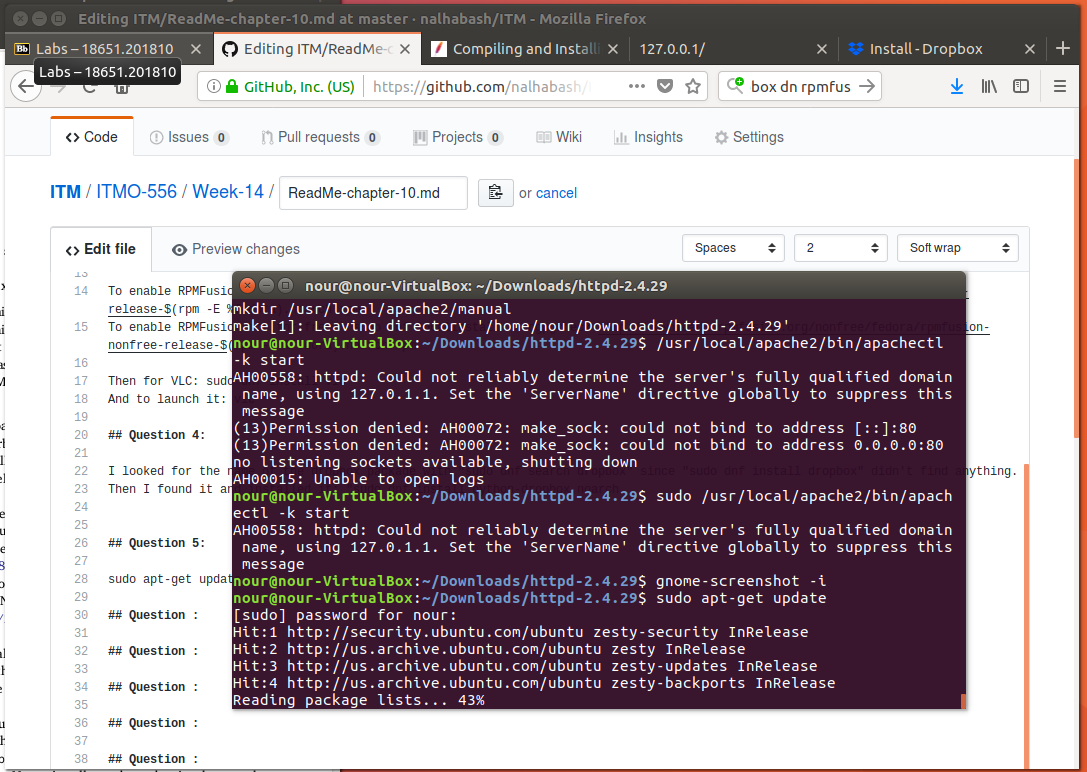 Editing ITM/ReadMe-chapter-10.md at master · nalhabash/ITM - Mozilla Firefox
Labs – 18651.201810
Editing ITM/ReadMe-c
Compiling and Install
127.0.0.1/
Install - Dropbox
Labs – 18651.201810
GitHub, Inc. (US)
https://github.com/nalhabash/
box dn rpmfus
Code
Issues 0
Pull requests 0
Projects 0
Wiki
Insights
Settings
ITM / ITMO-556 / Week-14 /
ReadMe-chapter-10.md
or cancel
Edit file
Preview changes
Spaces
2
Soft wrap
13
14 To enable RPMFusio
release-$(rpm -E %
15 To enable RPMFusio
org/nonfree/fedora/rpmfusion-
nonfree-release-$(
16
17 Then for VLC: sudo
18 And to launch it:
19
20 ## Question 4:
21
22 I looked for the
since "sudo dnf install dropbox" didn't find anything.
23 Then I found it and
24
25
26 ## Question 5:
27
28 sudo apt-get updat
29
30 ## Question :
31
32 ## Question :
33
34 ## Question :
35
36 ## Question :
37
38 ## Question :
nour@nour-VirtualBox: ~/Downloads/httpd-2.4.29
mkdir /usr/local/apache2/manual
make[1]: Leaving directory '/home/nour/Downloads/httpd-2.4.29'
nour@nour-VirtualBox:~/Downloads/httpd-2.4.29$ /usr/local/apache2/bin/apachectl
-k start
AH00558: httpd: Could not reliably determine the server's fully qualified domain
name, using 127.0.1.1. Set the 'ServerName' directive globally to suppress this
message
(13)Permission denied: AH00072: make_sock: could not bind to address [::]:80
(13)Permission denied: AH00072: make_sock: could not bind to address 0.0.0.0:80
no listening sockets available, shutting down
AH00015: Unable to open logs
nour@nour-VirtualBox:~/Downloads/httpd-2.4.29$ sudo /usr/local/apache2/bin/apach
ectl -k start
AH00558: httpd: Could not reliably determine the server's fully qualified domain
name, using 127.0.1.1. Set the 'ServerName' directive globally to suppress this
message
nour@nour-VirtualBox:~/Downloads/httpd-2.4.29$ gnome-screenshot -i
nour@nour-VirtualBox:~/Downloads/httpd-2.4.29$ sudo apt-get update
[sudo] password for nour:
Hit:1 http://security.ubuntu.com/ubuntu zesty-security InRelease
Hit:2 http://us.archive.ubuntu.com/ubuntu zesty InRelease
Hit:3 http://us.archive.ubuntu.com/ubuntu zesty-updates InRelease
Hit:4 http://us.archive.ubuntu.com/ubuntu zesty-backports InRelease
Reading package lists... 43%